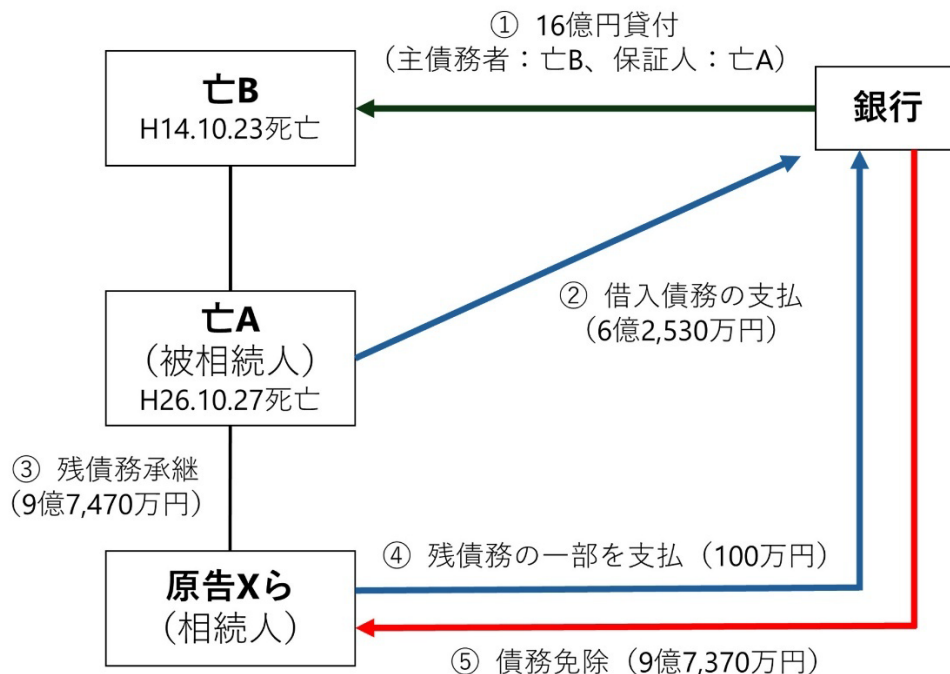 ① 16億円貸付
（主債務者：亡B、保証人：亡A）
亡B
H14.10.23死亡
銀行
② 借入債務の支払
（6億2,530万円）
亡A
（被相続人）
H26.10.27死亡
③ 残債務承継
（9億7,470万円）
④ 残債務の一部を支払（100万円）
原告Xら
（相続人）
⑤ 債務免除（9億7,370万円）